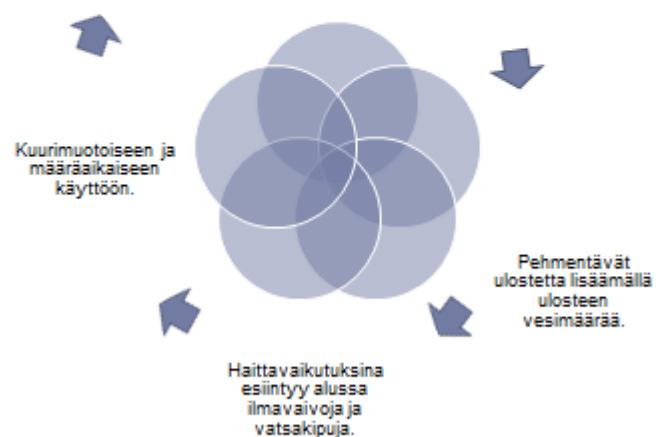 Kuurimuotoiseen ja
määräaikaiseen
käyttöön.
Pehmentävät
ulostetta lisäämällä
ulosteen
vesimäärää.
Haittavaikutuksina
esiintyy alussa
ilmavaivoja ja
vatsakipuja.